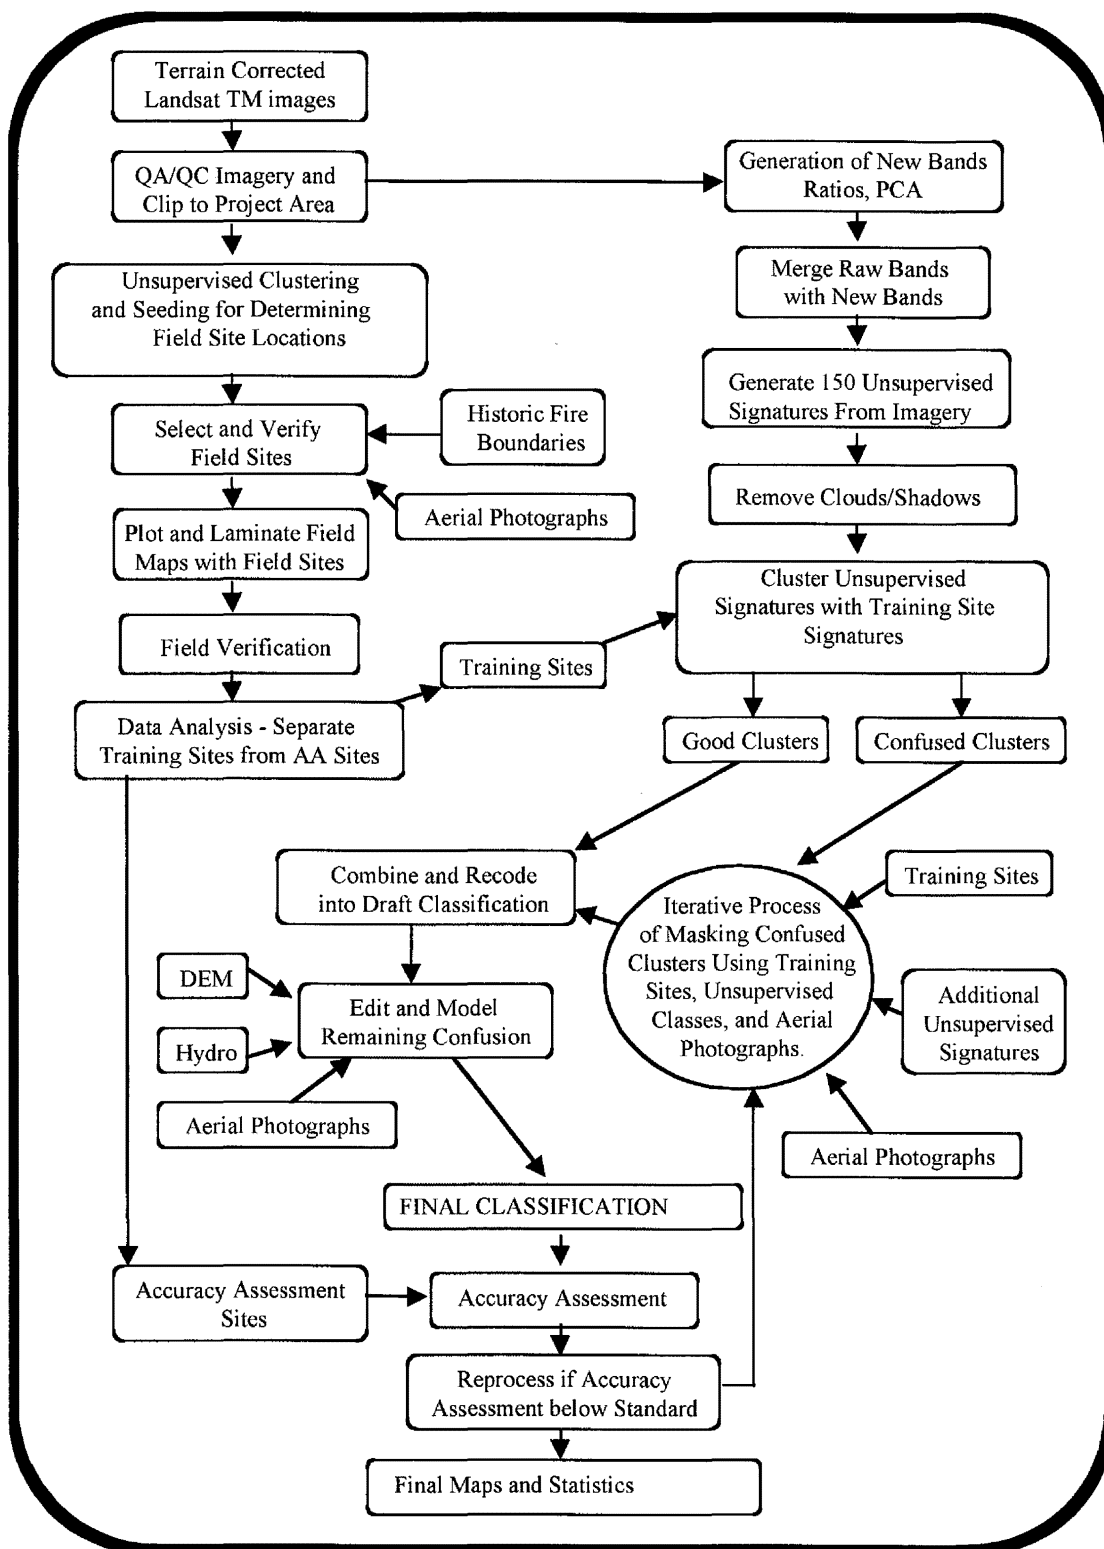 Terrain Corrected
Landsat TM images
QA/QC Imagery and
Clip to Project Area
Generation of New Bands
Ratios, PCA
Unsupervised Clustering
and Seeding for Determining
Field Site Locations
Merge Raw Bands
with New Bands
Generate 150 Unsupervised
Signatures From Imagery
Select and Verify
Field Sites
Historic Fire
Boundaries
Aerial Photographs
Remove Clouds/Shadows
Plot and Laminate Field
Maps with Field Sites
Cluster Unsupervised
Signatures with Training Site
Signatures
Field Verification
Training Sites
Data Analysis - Separate
Training Sites from AA Sites
Good Clusters
Confused Clusters
Combine and Recode
into Draft Classification
Iterative Process
of Masking Confused
Clusters Using Training
Sites, Unsupervised
Classes, and Aerial
Photographs.
Training Sites
DEM
Edit and Model
Remaining Confusion
Additional
Unsupervised
Signatures
Hydro
Aerial Photographs
Aerial Photographs
FINAL CLASSIFICATION
Accuracy Assessment
Sites
Accuracy Assessment
Reprocess if Accuracy
Assessment below Standard
Final Maps and Statistics